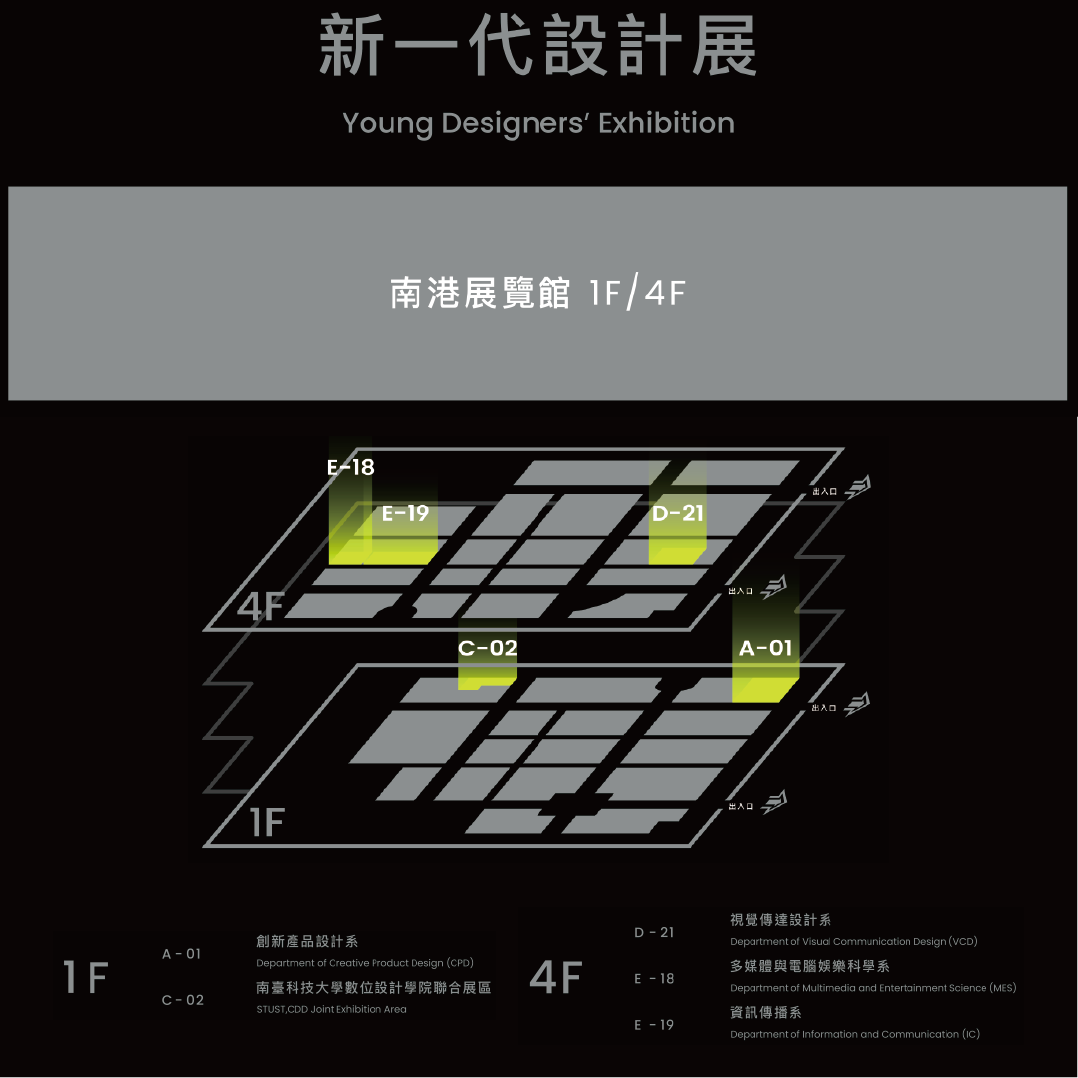 新一代設計展
Young Designers' Exhibition
南港展覽館 1F/4F
E-18
E-19
D-21
出入口
出入口
4F
C-02
A-01
出入口
出入口
1F
1F
A-01
創新產品設計系
Department of Creative Product Design (CPD)
C-02
南臺科技大學數位設計學院聯合展區
STUST,CDD Joint Exhibition Area
4F
D-21
視覺傳達設計系
Department of Visual Communication Design (VCD)
E-18
多媒體與電腦娛樂科學系
Department of Multimedia and Entertainment Science (MES)
E-19
資訊傳播系
Department of Information and Communication (IC)